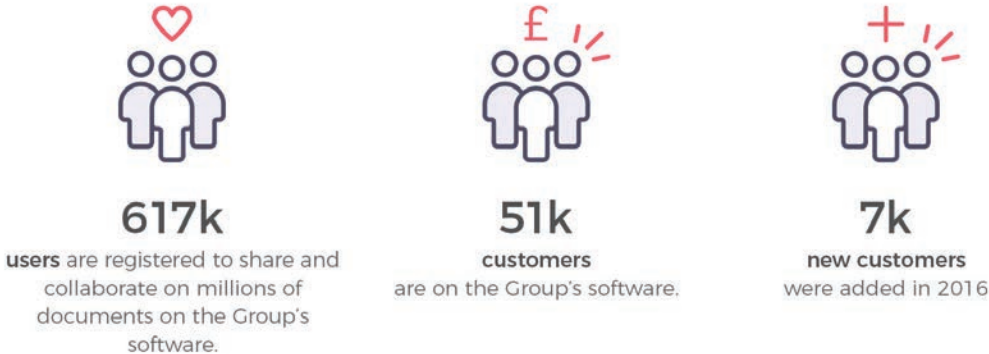 £
617k
users are registered to share and
collaborate on millions of
documents on the Group's
software.
51k
customers
are on the Group's software.
7k
new customers
were added in 2016